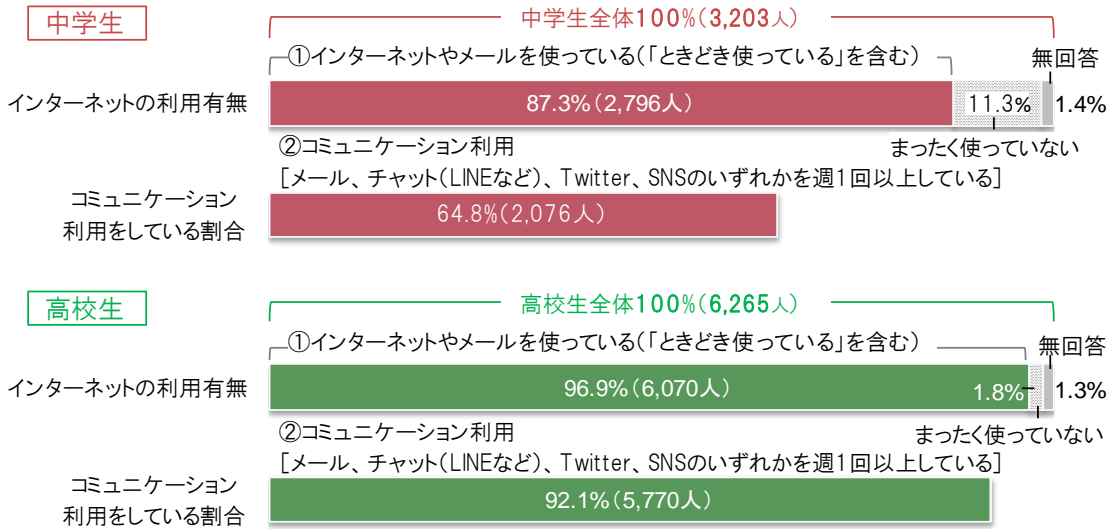 中学生
中学生全体100%(3,203人)
①インターネットやメールを使っている(「ときどき使っている」を含む)
無回答
インターネットの利用有無
87.3%(2,796人)
11.3%
1.4%
まったく使っていない
②コミュニケーション利用
[メール、チャット(LINEなど)、Twitter、SNSのいずれかを週1回以上している]
コミュニケーション
利用をしている割合
64.8%(2,076人)
高校生
高校生全体100%(6,265人)
①インターネットやメールを使っている(「ときどき使っている」を含む)
無回答
インターネットの利用有無
96.9%(6,070人)
1.8%
1.3%
まったく使っていない
②コミュニケーション利用
[メール、チャット(LINEなど)、Twitter、SNSのいずれかを週1回以上している]
コミュニケーション
利用をしている割合
92.1%(5,770人)